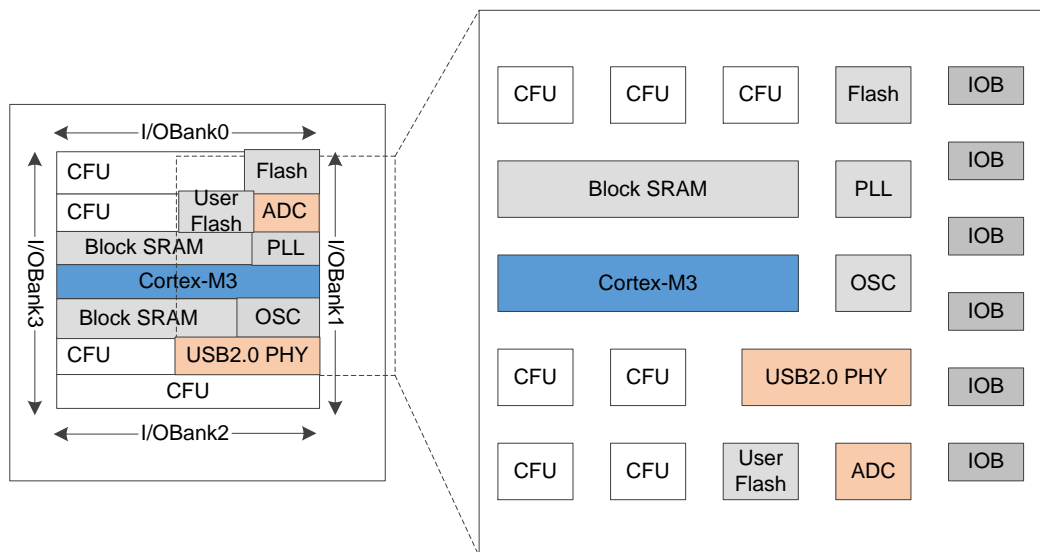 I/OBank0
I/OBank3
CFU
Flash
CFU
User
Flash
ADC
Block SRAM
PLL
Cortex-M3
Block SRAM
OSC
CFU
USB2.0 PHY
CFU
I/OBank1
I/OBank2
CFU
CFU
CFU
Flash
IOB
Block SRAM
PLL
IOB
IOB
Cortex-M3
OSC
IOB
CFU
CFU
USB2.0 PHY
IOB
CFU
CFU
User
Flash
ADC
IOB